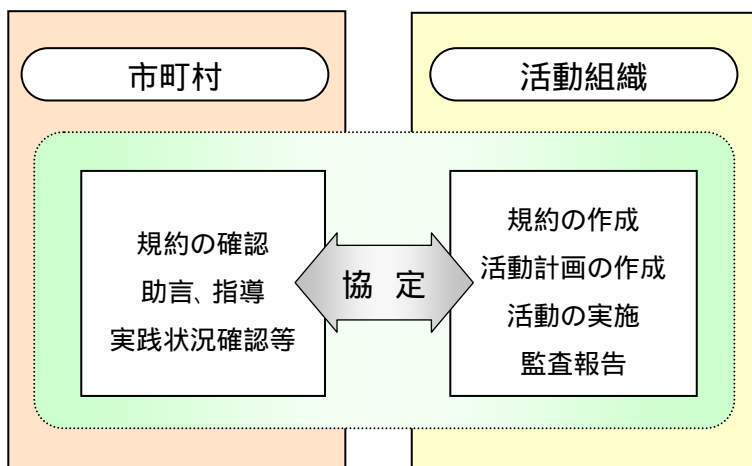 市町村
活動組織
規約の確認
助言、指導
実践状況確認等
協 定
規約の作成
活動計画の作成
活動の実施
監査報告